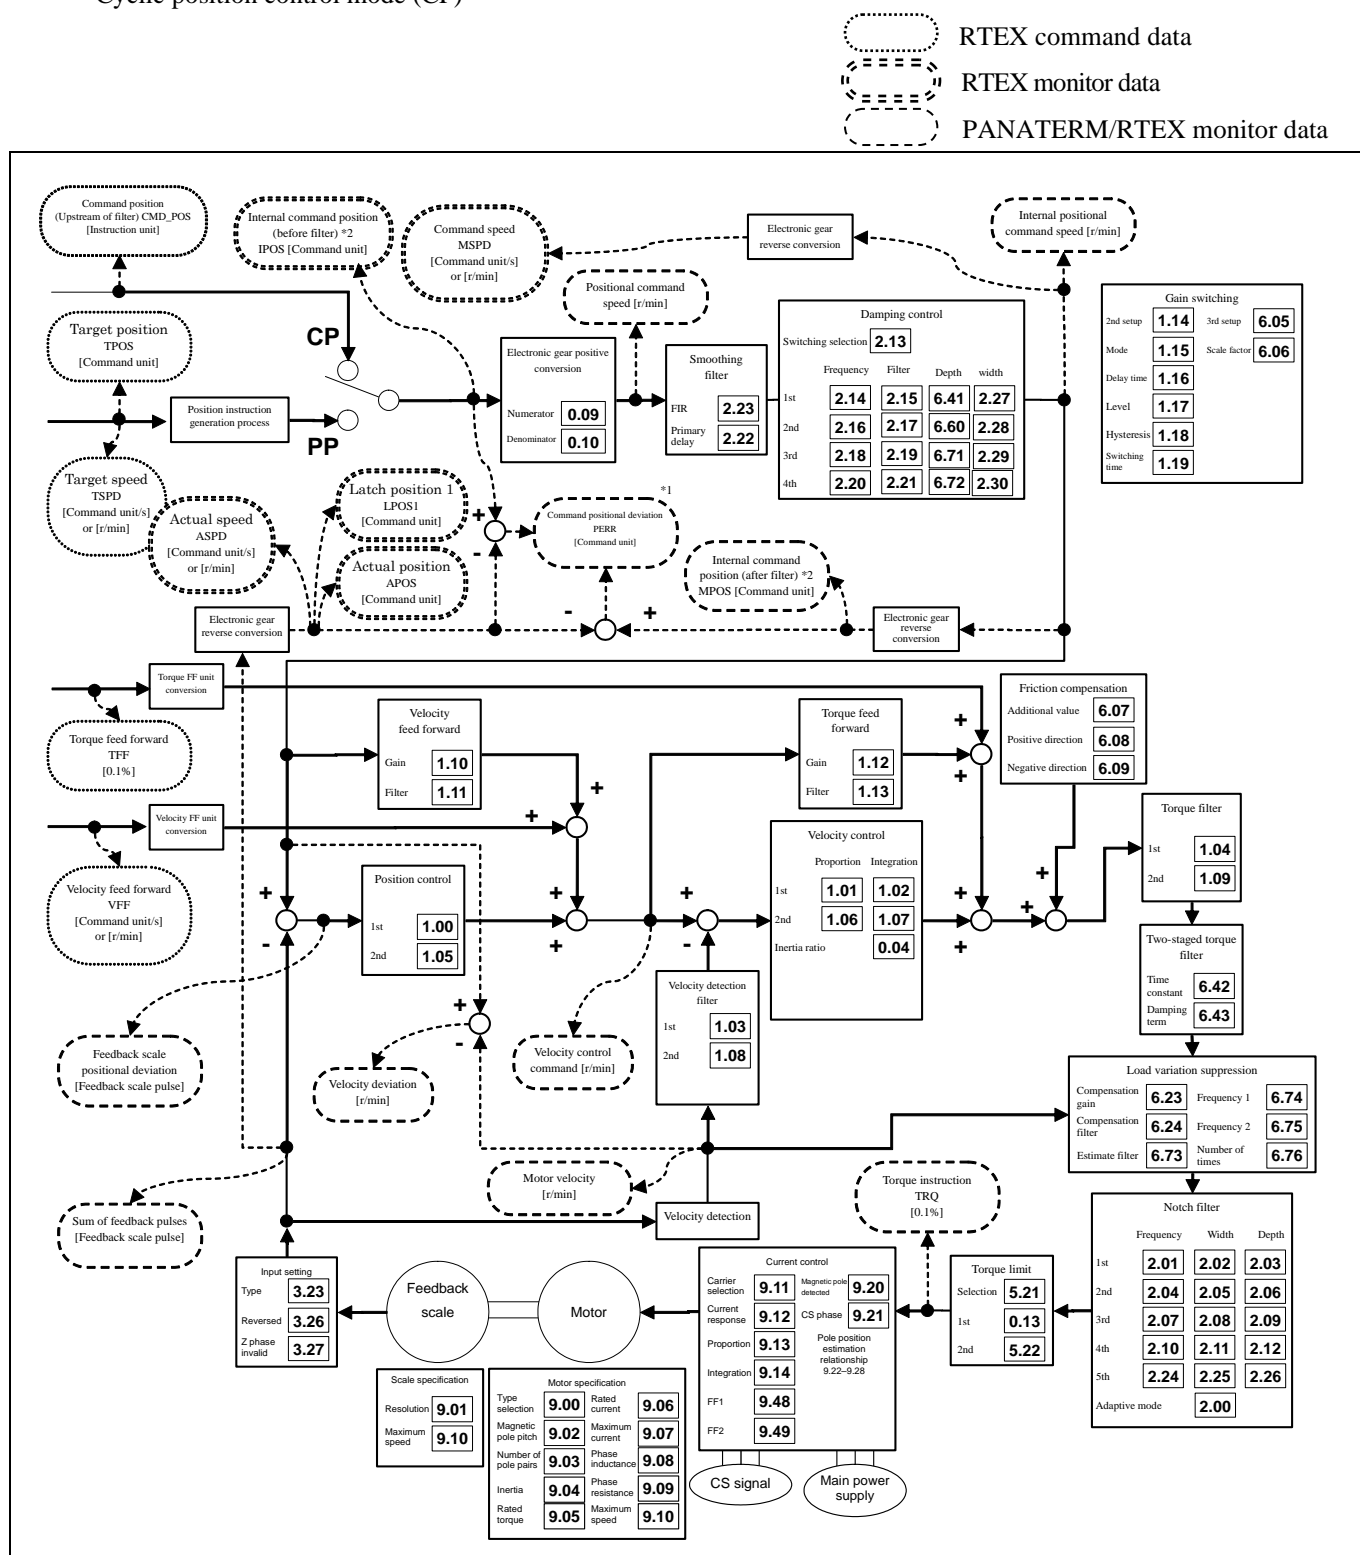 Cyclic position control mode (CP)
RTEX command data
RTEX monitor data
PANATERM/RTEX monitor data
Command position
(Upstream of filter) CMD_POS
[Instruction unit]
Internal command position
(before filter) *2
IPOS [Command unit]
Command speed
MSPD
[Command unit/s]
or [r/min]
Electronic gear
reverse conversion
Internal positional
command speed [r/min]
Positional command
speed [r/min]
Target position
TPOS
[Command unit]
CP
Position instruction
generation process
PP
Target speed
TSPD
[Command unit/s]
or [r/min]
Electronic gear positive
conversion
Numerator 0.09
Denominator 0.10
Smoothing
filter
FIR 2.23
Primary
delay 2.22
Damping control
Switching selection 2.13
Frequency Filter Depth width
1st 2.14 2.15 6.41 2.27
2nd 2.16 2.17 6.60 2.28
3rd 2.18 2.19 6.71 2.29
4th 2.20 2.21 6.72 2.30
Gain switching
2nd setup 1.14 3rd setup 6.05
Mode 1.15 Scale factor 6.06
Delay time 1.16
Level 1.17
Hysteresis 1.18
Switching
time 1.19
Actual speed
ASPD
[Command unit/s]
or [r/min]
Latch position 1
LPOS1
[Command unit]
Actual position
APOS
[Command unit]
+
-
*1
Command positional deviation
PERR
[Command unit]
Internal command
position (after filter) *2
MPOS [Command unit]
Electronic gear
reverse conversion
- +
Electronic gear
reverse
conversion
Torque FF unit
conversion
Torque feed forward
TFF
[0.1%]
Velocity
feed forward
Gain 1.10
Filter 1.11
Torque feed
forward
Gain 1.12
Filter 1.13
+
+
Friction compensation
Additional value 6.07
Positive direction 6.08
Negative direction 6.09
Velocity FF unit
conversion
+ +
Velocity feed forward
VFF
[Command unit/s]
or [r/min]
Position control
1st 1.00
2nd 1.05
+
-
+
+
+
-
Velocity control
Proportion Integration
1st 1.01 1.02
2nd 1.06 1.07
Inertia ratio 0.04
+
+
+
+
Torque filter
1st 1.04
2nd 1.09
Two-staged torque
filter
Time
constant 6.42
Damping
term 6.43
Velocity detection
filter
1st 1.03
2nd 1.08
+
-
Feedback scale
positional deviation
[Feedback scale pulse]
Velocity deviation
[r/min]
Velocity control
command [r/min]
Load variation suppression
Compensation
gain 6.23 Frequency 1 6.74
Compensation
filter 6.24 Frequency 2 6.75
Estimate filter 6.73 Number of
times 6.76
Motor velocity
[r/min]
Torque instruction
TRQ
[0.1%]
Sum of feedback pulses
[Feedback scale pulse]
Velocity detection
Notch filter
Frequency Width Depth
1st 2.01 2.02 2.03
2nd 2.04 2.05 2.06
3rd 2.07 2.08 2.09
4th 2.10 2.11 2.12
5th 2.24 2.25 2.26
Adaptive mode 2.00
Input setting
Type 3.23
Reversed 3.26
Z phase
invalid 3.27
Feedback
scale
Motor
Current control
Carrier
selection 9.11 Magnetic pole
detected 9.20
Current
response 9.12 CS phase 9.21
Proportion 9.13
Integration 9.14
FF1 9.48
FF2 9.49
Pole position
estimation
relationship
9.22–9.28
Torque limit
Selection 5.21
1st 0.13
2nd 5.22
Scale specification
Resolution 9.01
Maximum
speed 9.10
Motor specification
Type
selection 9.00 Rated
current 9.06
Magnetic
pole pitch 9.02 Maximum
current 9.07
Number of
pole pairs 9.03 Phase
inductance 9.08
Inertia 9.04 Phase
resistance 9.09
Rated
torque 9.05 Maximum
speed 9.10
CS signal
Main power
supply